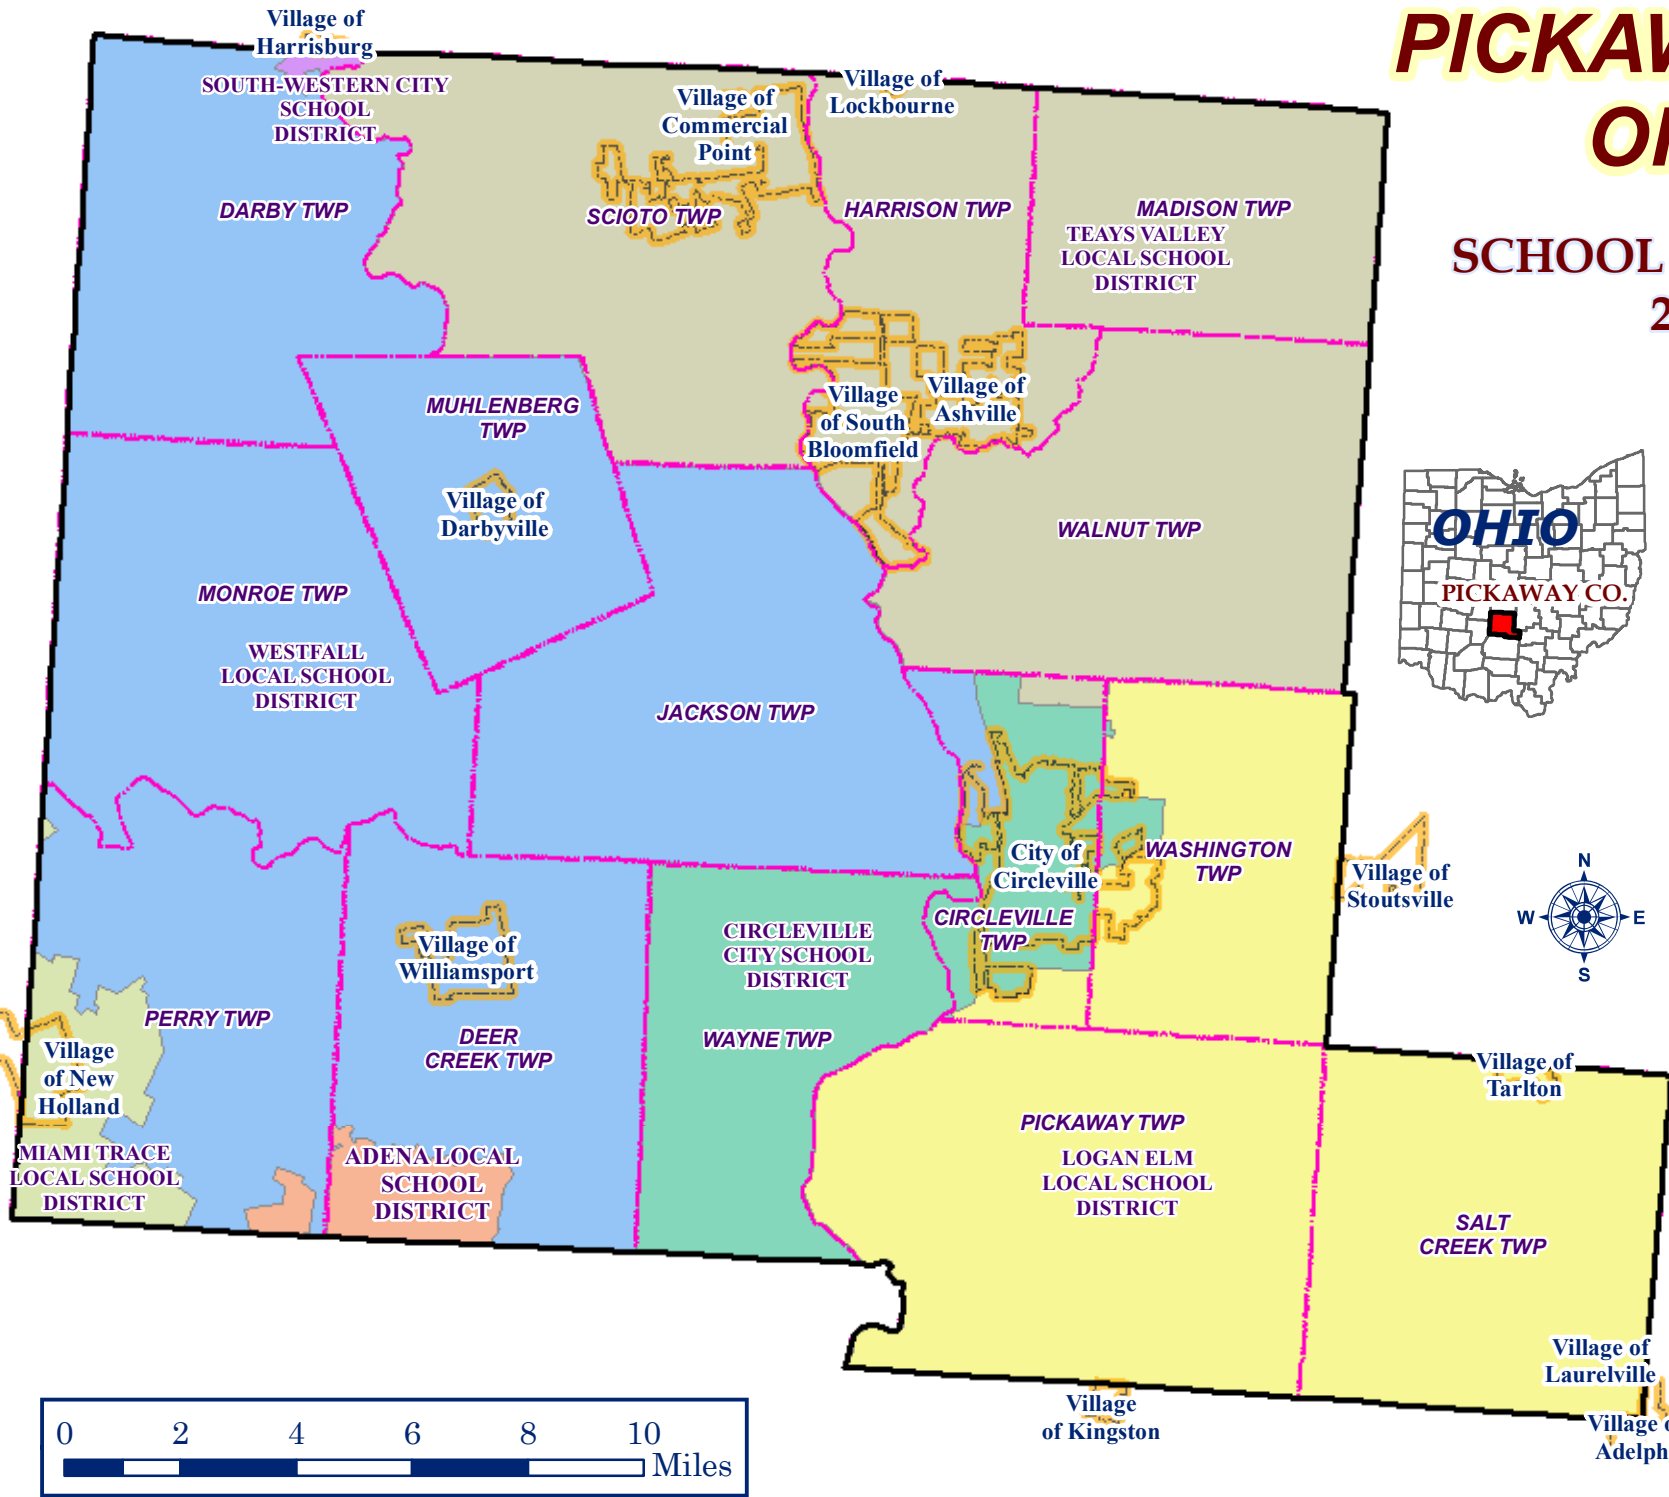 Village of
Harrisburg
SOUTH-WESTERN CITY
SCHOOL
DISTRICT
Village of
Commercial
Point
Village of
Lockbourne
DARBY TWP
SCIOTO TWP
HARRISON TWP
MADISON TWP
TEAYS VALLEY
LOCAL SCHOOL
DISTRICT
SCHOOL
2
MUHLENBERG
TWP
Village
of South
Bloomfield
Village of
Ashville
Village of
Darbyville
WALNUT TWP
OHIO
PICKAWAY CO.
MONROE TWP
WESTFALL
LOCAL SCHOOL
DISTRICT
JACKSON TWP
City of
Circleville
WASHINGTON
TWP
Village of
Stoutsville
N
W
E
S
CIRCLEVILLE
TWP
CIRCLEVILLE
CITY SCHOOL
DISTRICT
Village of
Williamsport
PERRY TWP
DEER
CREEK TWP
WAYNE TWP
Village
of New
Holland
Village of
Tarlton
PICKAWAY TWP
LOGAN ELM
LOCAL SCHOOL
DISTRICT
MIAMI TRACE
LOCAL SCHOOL
DISTRICT
ADENA LOCAL
SCHOOL
DISTRICT
SALT
CREEK TWP
Village of
Laurelville
Village
of Kingston
Village
Adelph
0 2 4 6 8 10
Miles